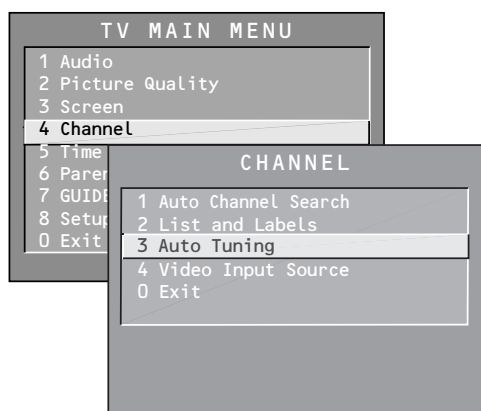 TV MAIN MENU
1 Audio
2 Picture Quality
3 Screen
4 Channel
5 Time
6 Paren
7 GUIDE
8 Setup
0 Exit
CHANNEL
1 Auto Channel Search
2 List and Labels
3 Auto Tuning
4 Video Input Source
0 Exit